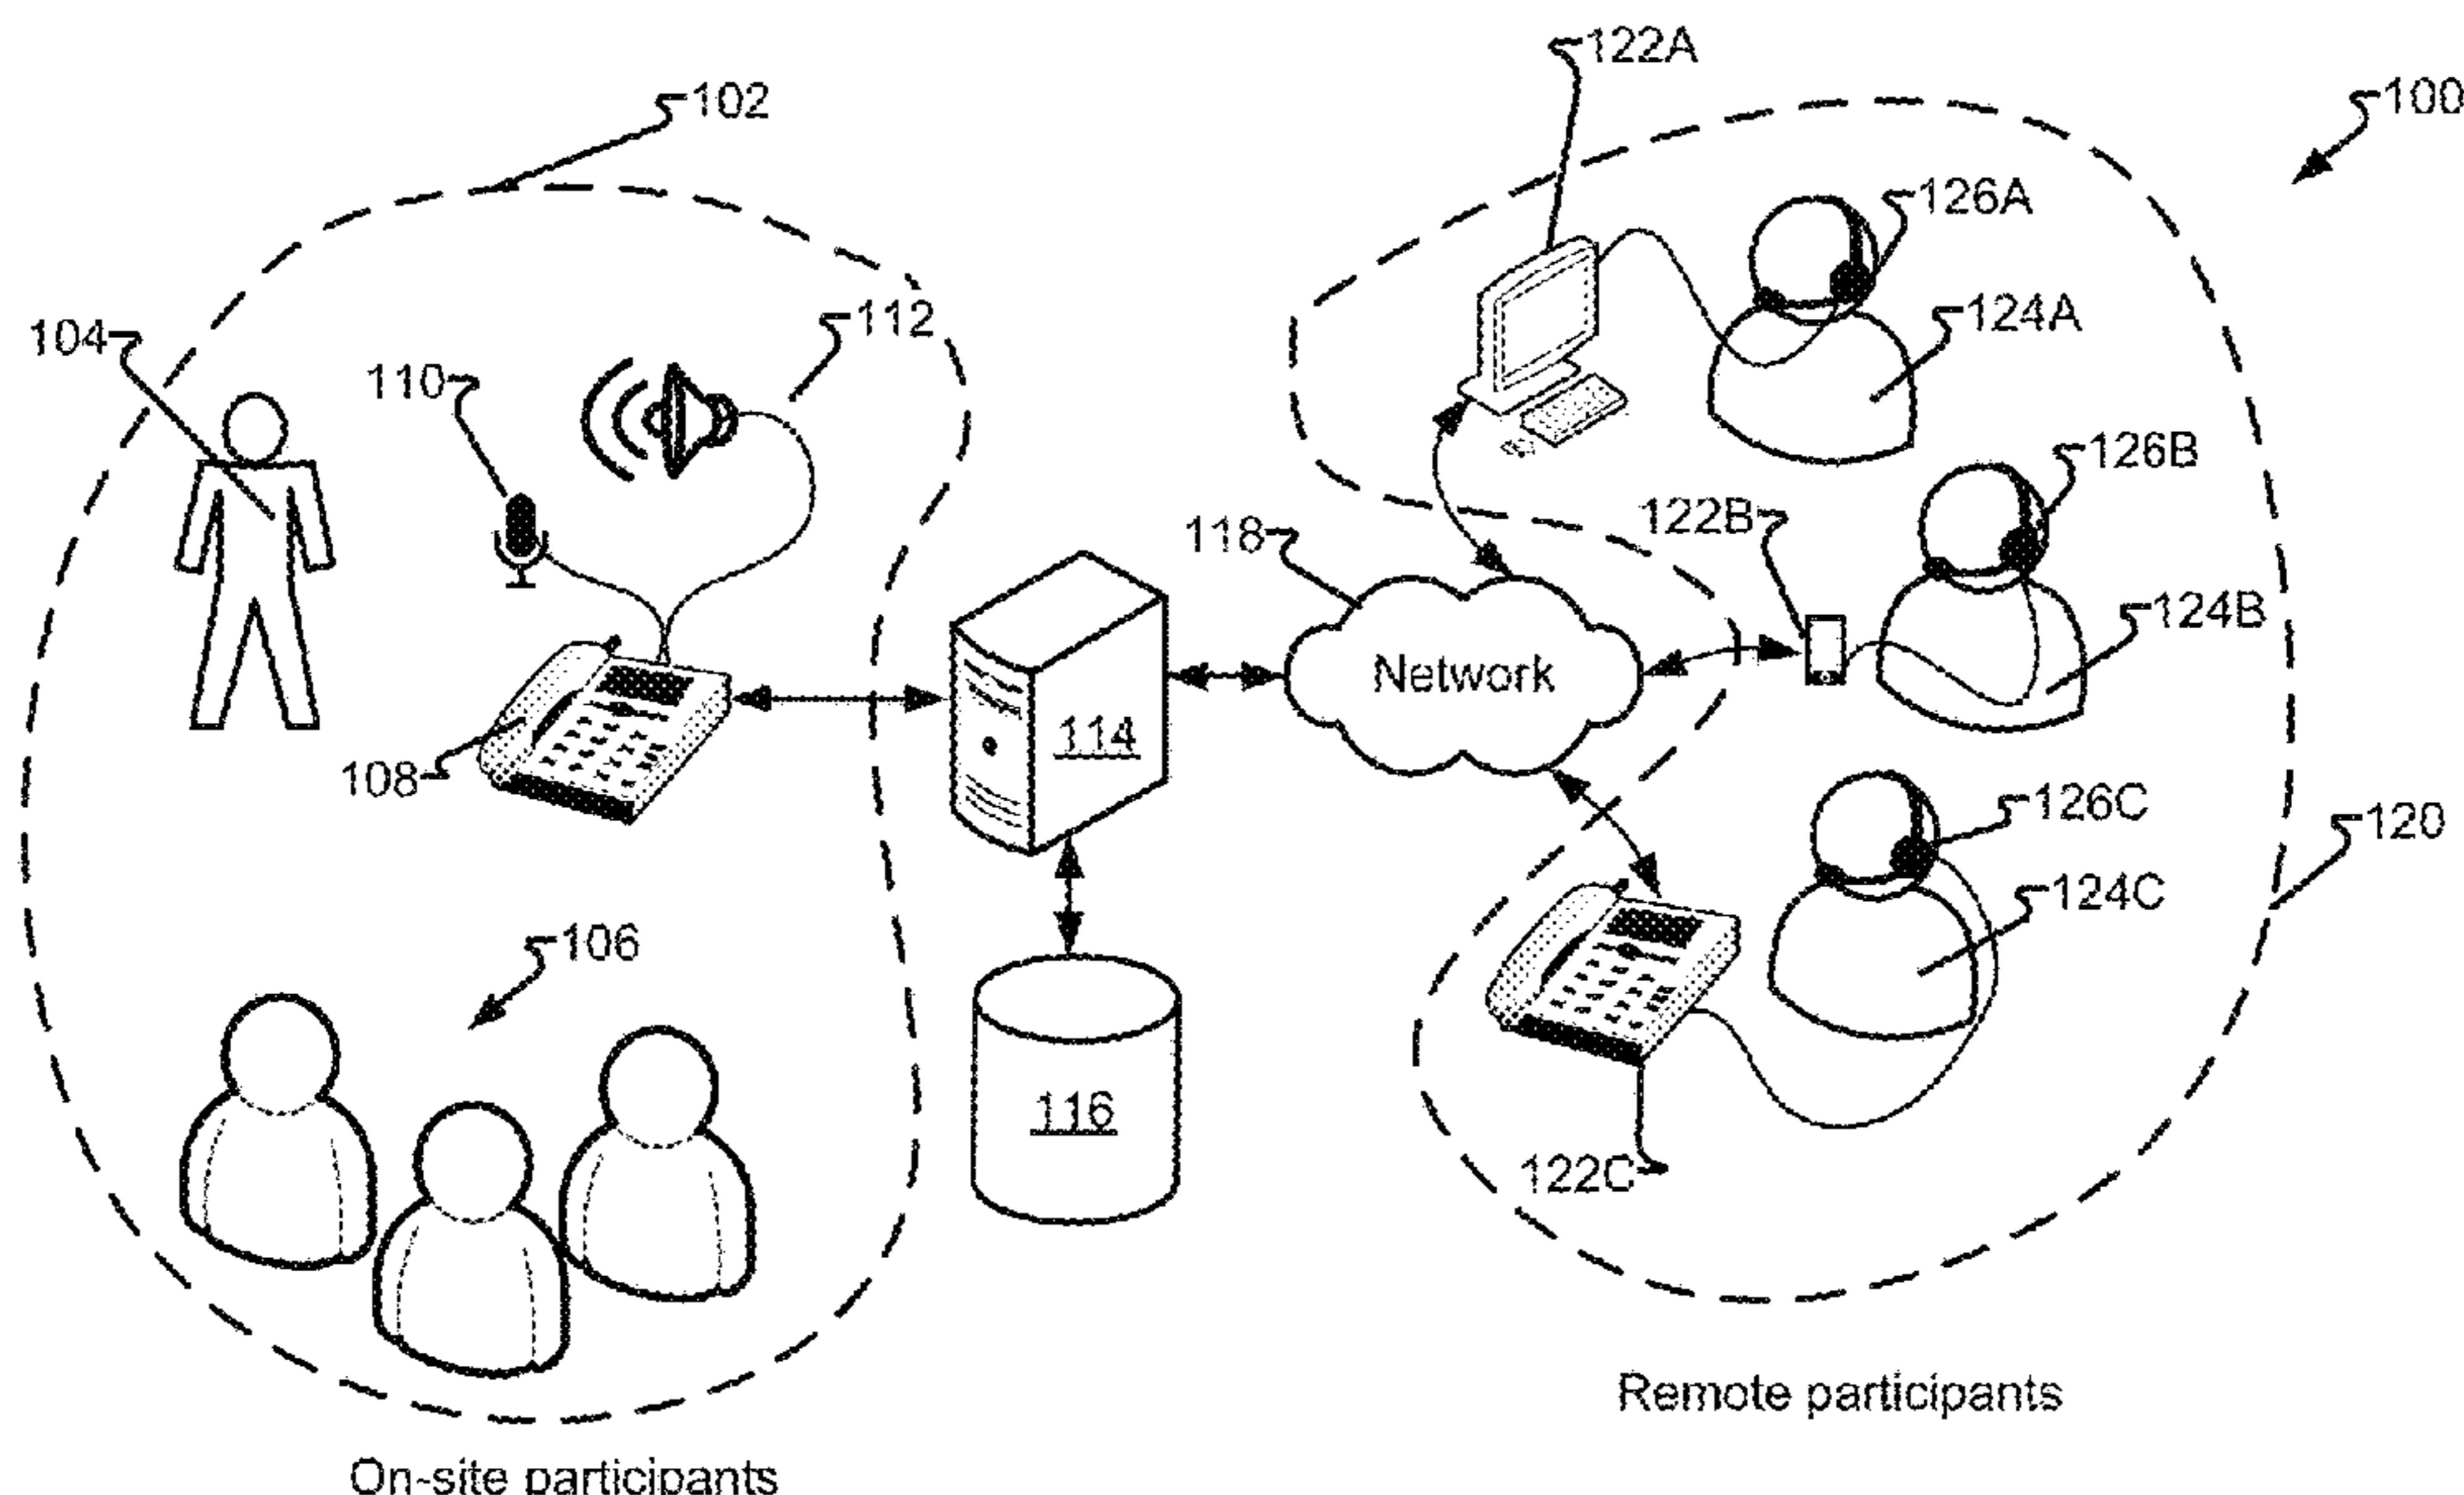 122A
102
100
126A
104
112
124A
110
126B
122B
118
124B
Network
114
108
126C
120
124C
106
116
122C
Remote participants
On-site participants